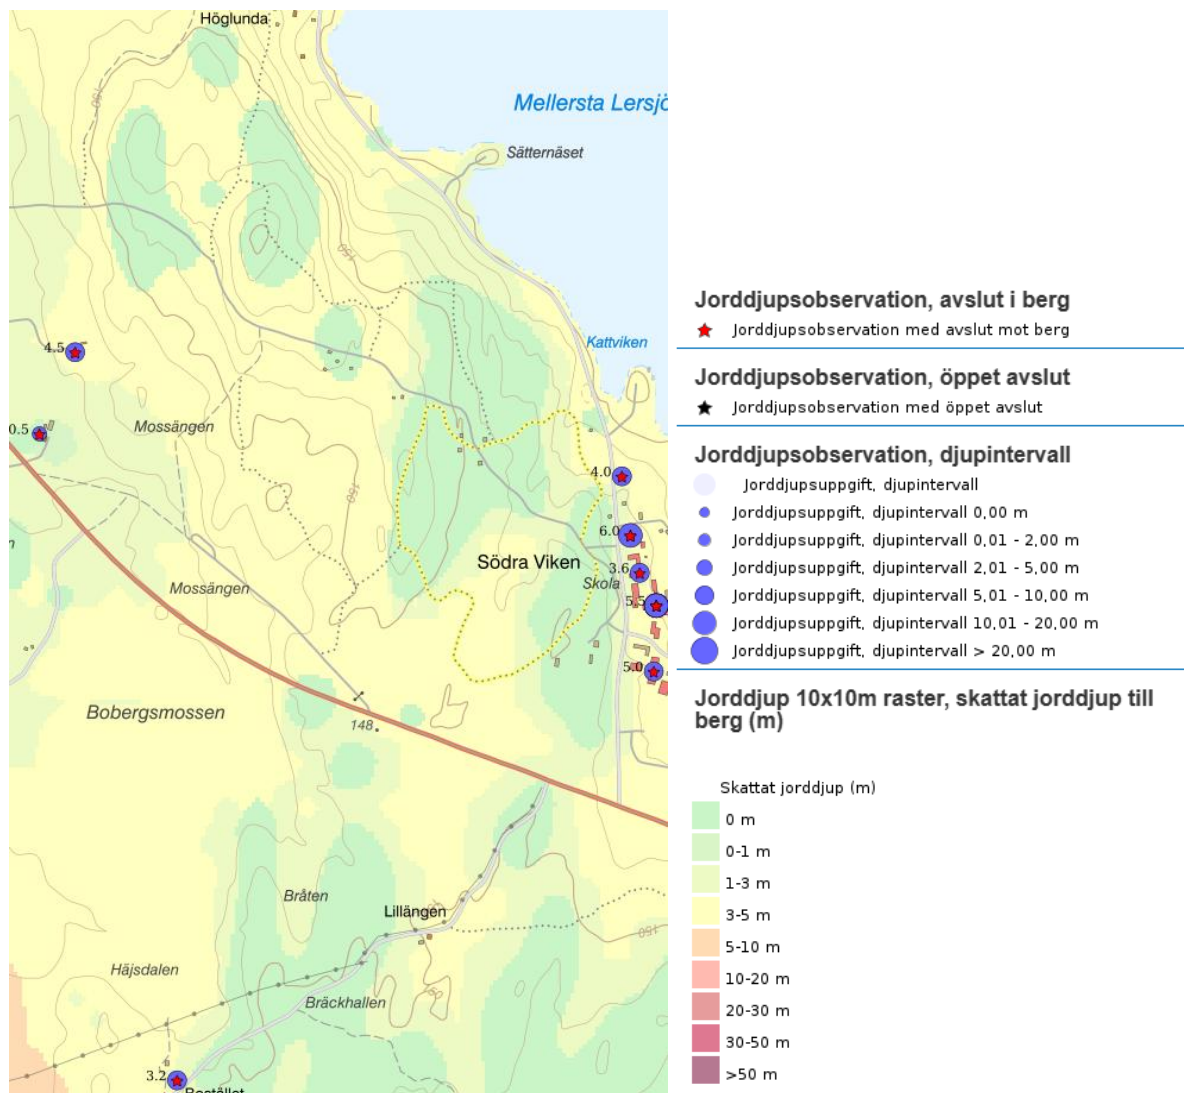 Höglunda
Mellersta Lersjö
Sätternäset
150
150
Kattviken
4.5
0.5
Mossängen
150
4.0
6.0
Södra Viken
3.6
Skola
5.5
Mossängen
5.0
Bobergsmossen
148
Bråten
Lillängen
150
Häjsdalen
Bräckhallen
3.2
Jorddjupsobservation, avslut i berg
Jorddjupsobservation med avslut mot berg
Jorddjupsobservation, öppet avslut
Jorddjupsobservation med öppet avslut
Jorddjupsobservation, djupintervall
Jorddjupsuppgift, djupintervall
Jorddjupsuppgift, djupintervall 0,00 m
Jorddjupsuppgift, djupintervall 0,01 - 2,00 m
Jorddjupsuppgift, djupintervall 2,01 - 5,00 m
Jorddjupsuppgift, djupintervall 5,01 - 10,00 m
Jorddjupsuppgift, djupintervall 10,01 - 20,00 m
Jorddjupsuppgift, djupintervall > 20,00 m
Jorddjup 10x10m raster, skattat jorddjup till
berg (m)
Skattat jorddjup (m)
0 m
0-1 m
1-3 m
3-5 m
5-10 m
10-20 m
20-30 m
30-50 m
>50 m